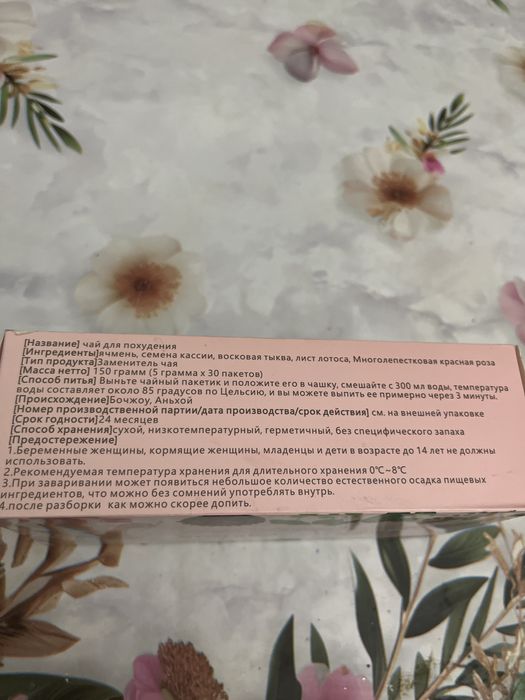 [Название] чай для похудения
[Ингредиенты]ячмень, семена кассии, восковая тыква, лист лотоса, Многолепестковая красная роза
[Тип продукта]Заменитель чая
[Масса нетто] 150 грамм (5 грамма × 30 пакетов)
[Способ питья] Выньте чайный пакетик и положите его в чашку, смешайте с 300 мл воды, температура
воды составляет около 85 градусов по Цельсию, и вы можете выпить ее примерно через 3 минуты.
[Происхождение]Бочжоу, Аньхой
[Номер производственной партии/дата производства/срок действия] см. на внешней упаковке
[Срок годности]24 месяцев
[Способ хранения]сухой, низкотемпературный, герметичный, без специфического запаха
[Предостережение]
1.Беременные женщины, кормящие женщины, младенцы и дети в возрасте до 14 лет не должны
использовать.
2.Рекомендуемая температура хранения для длительного хранения 0℃~8℃
3.При заваривании может появиться небольшое количество естественного осадка пищевых
ингредиентов, что можно без сомнений употреблять внутрь.
4.после разборки как можно скорее допить.